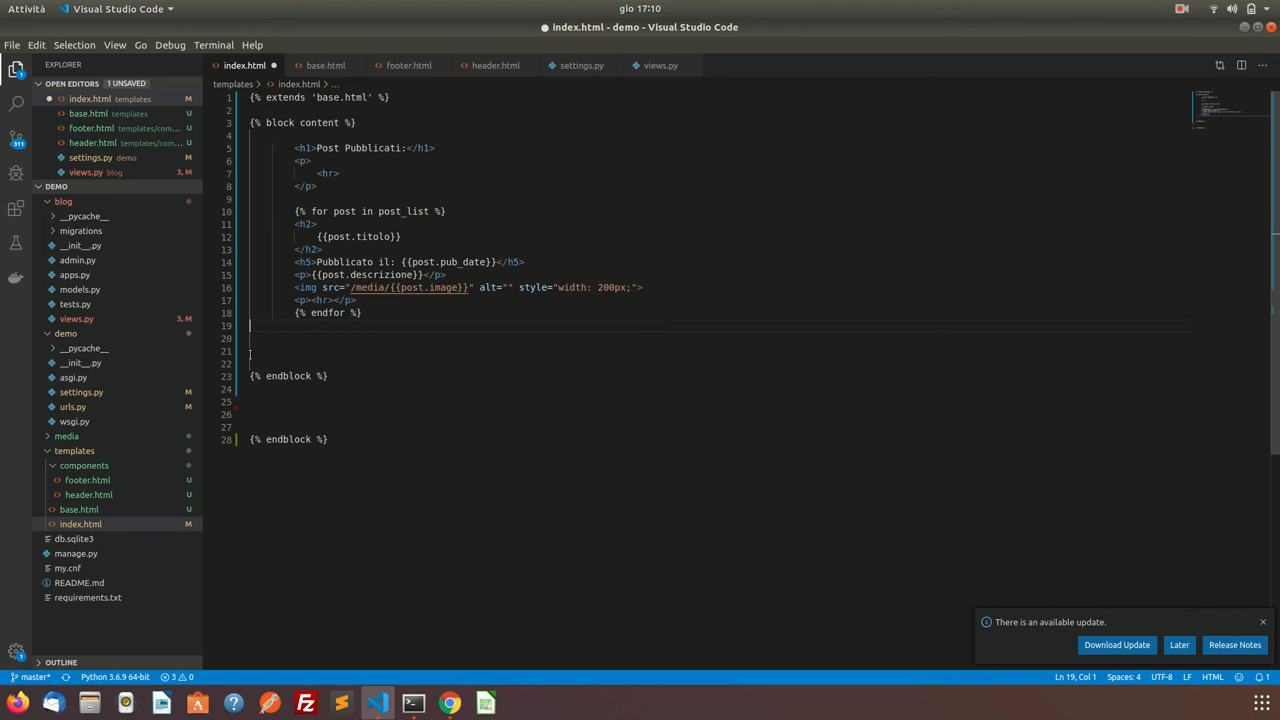 Attività
Visual Studio Code
gio 17:10
index.html - demo - Visual Studio Code
File Edit Selection View Go Debug Terminal Help
EXPLORER
index.html
base.html
footer.html
header.html
settings.py
views.py
OPEN EDITORS 1 UNSAVED
templates > index.html > ...
index.html templates M
base.html templates U
footer.html templates/com... U
header.html templates/com... U
settings.py demo M
views.py blog 3, M
DEMO
blog
__pycache__
migrations
__init__.py
admin.py
apps.py
models.py
tests.py
views.py 3, M
demo
__pycache__
__init__.py
asgi.py
settings.py M
urls.py M
wsgi.py
media
templates
components
footer.html U
header.html U
base.html U
index.html M
db.sqlite3
manage.py
my.cnf
README.md
requirements.txt
OUTLINE
1
311
1
1 {% extends 'base.html' %}
2
3 {% block content %}
4
5 <h1>Post Pubblicati:</h1>
6 <p>
7 <hr>
8 </p>
9
10 {% for post in post_list %}
11 <h2>
12 {{post.titolo}}
13 </h2>
14 <h5>Pubblicato il: {{post.pub_date}}</h5>
15 <p>{{post.descrizione}}</p>
16 <img src="/media/{{post.image}}" alt="" style="width: 200px;">
17 <p><hr></p>
18 {% endfor %}
19
20
21
22
23 {% endblock %}
24
25
26
27
28 {% endblock %}
There is an available update.
Download Update Later Release Notes
master* Python 3.6.9 64-bit 3 0
Ln 19, Col 1 Spaces: 4 UTF-8 LF HTML 1